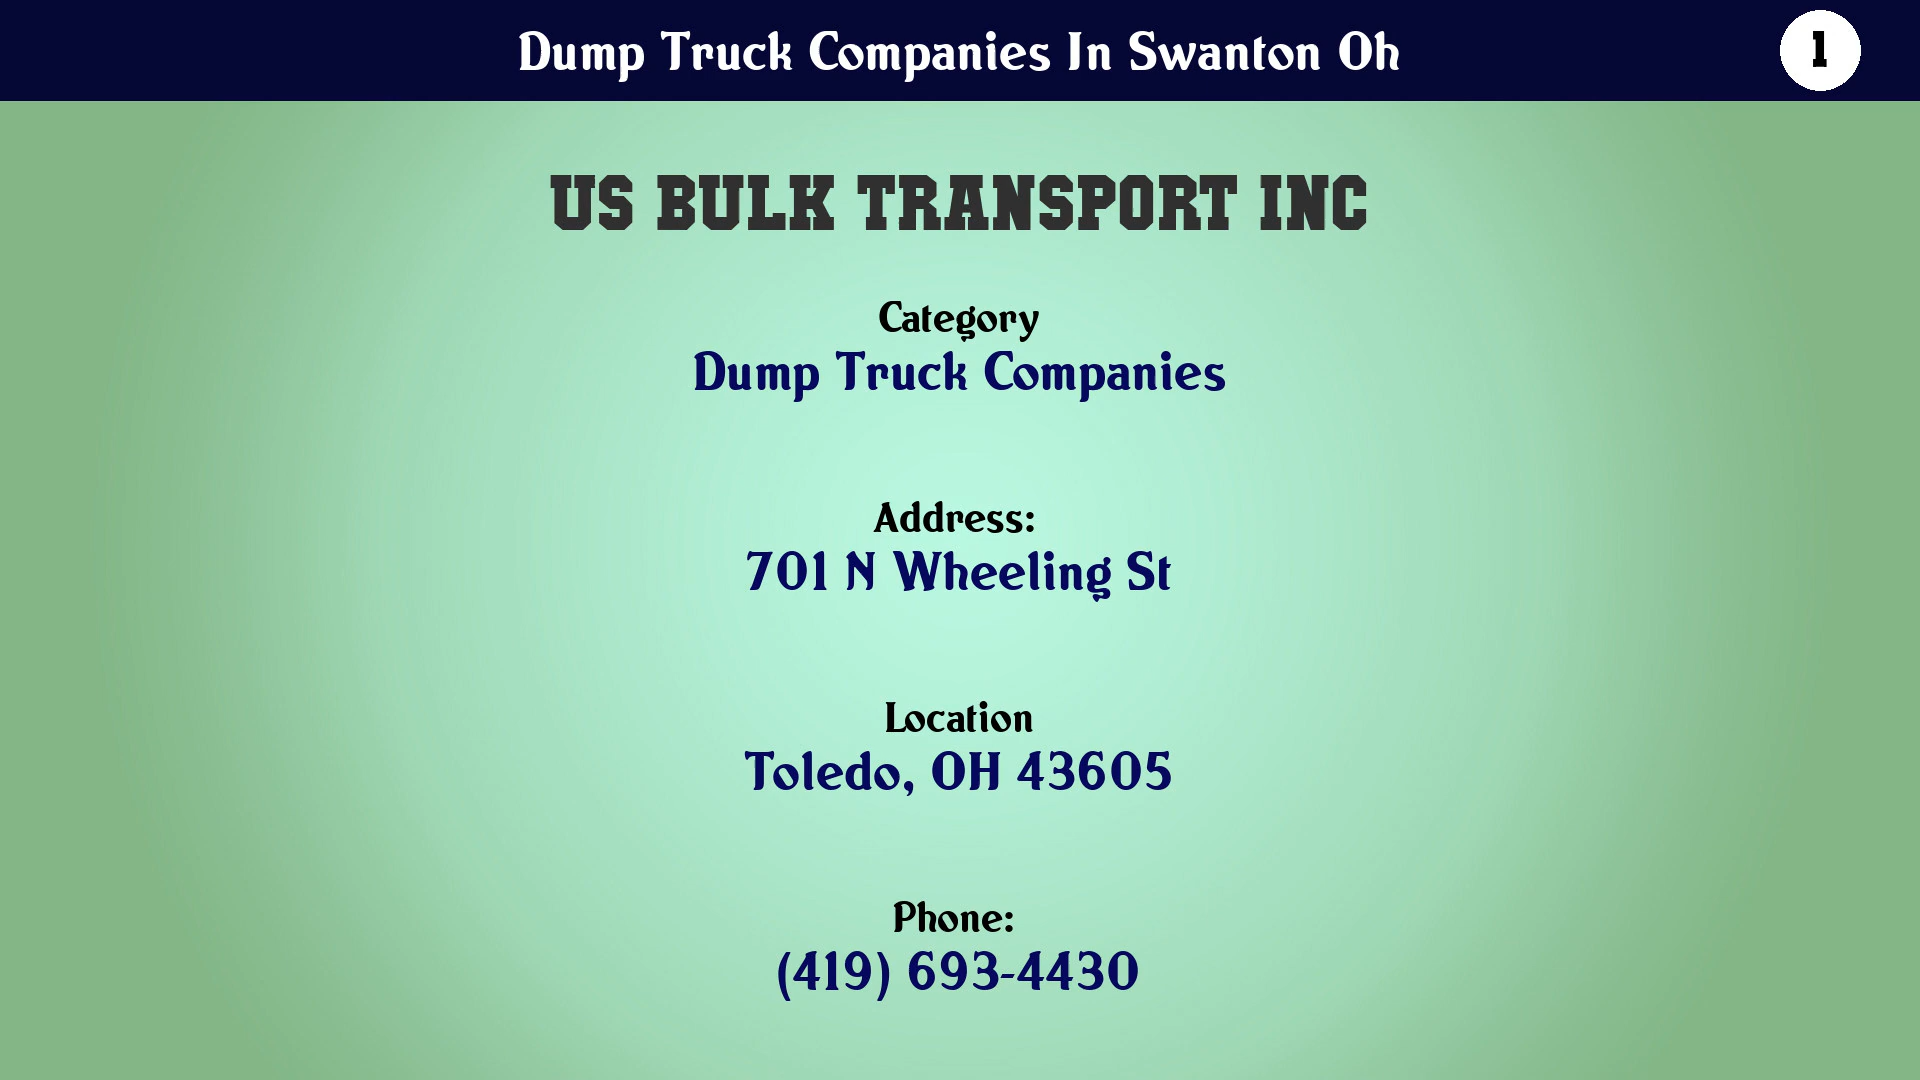 Dump Truck Companies In Swanton Oh
1
US BULK TRANSPORT INC
Category
Dump Truck Companies
Address:
701 N Wheeling St
Location
Toledo, OH 43605
Phone:
(419) 693-4430